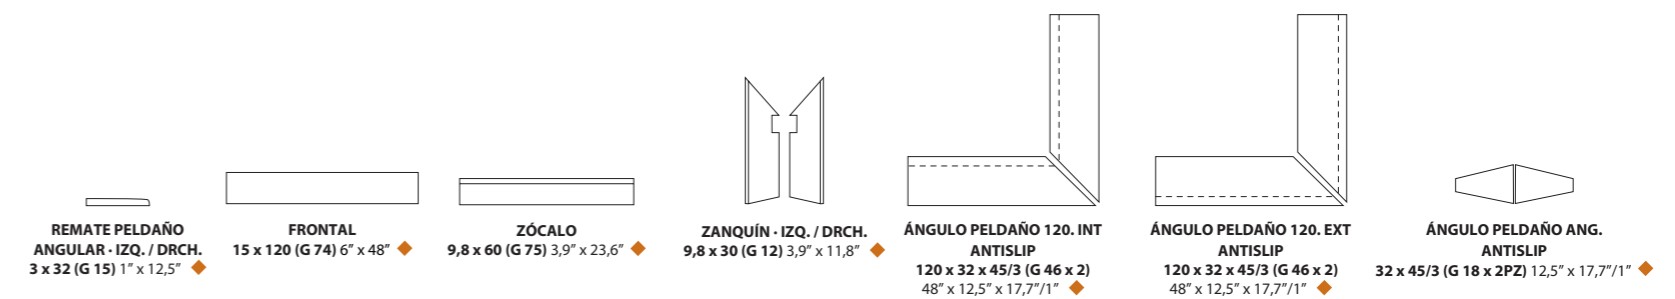 REMATE PELDAÑO
ANGULAR · IZQ. / DRCH.
3 x 32 (G 15) 1” x 12,5”
FRONTAL
15 x 120 (G 74) 6” x 48”
ZÓCALO
9,8 x 60 (G 75) 3,9” x 23,6”
ZANQUÍN · IZQ. / DRCH.
9,8 x 30 (G 12) 3,9” x 11,8”
ÁNGULO PELDAÑO 120. INT
ANTISLIP
120 x 32 x 45/3 (G 46 x 2)
48” x 12,5” x 17,7”/1”
ÁNGULO PELDAÑO 120. EXT
ANTISLIP
120 x 32 x 45/3 (G 46 x 2)
48” x 12,5” x 17,7”/1”
ÁNGULO PELDAÑO ANG.
ANTISLIP
32 x 45/3 (G 18 x 2PZ) 12,5” x 17,7”/1”